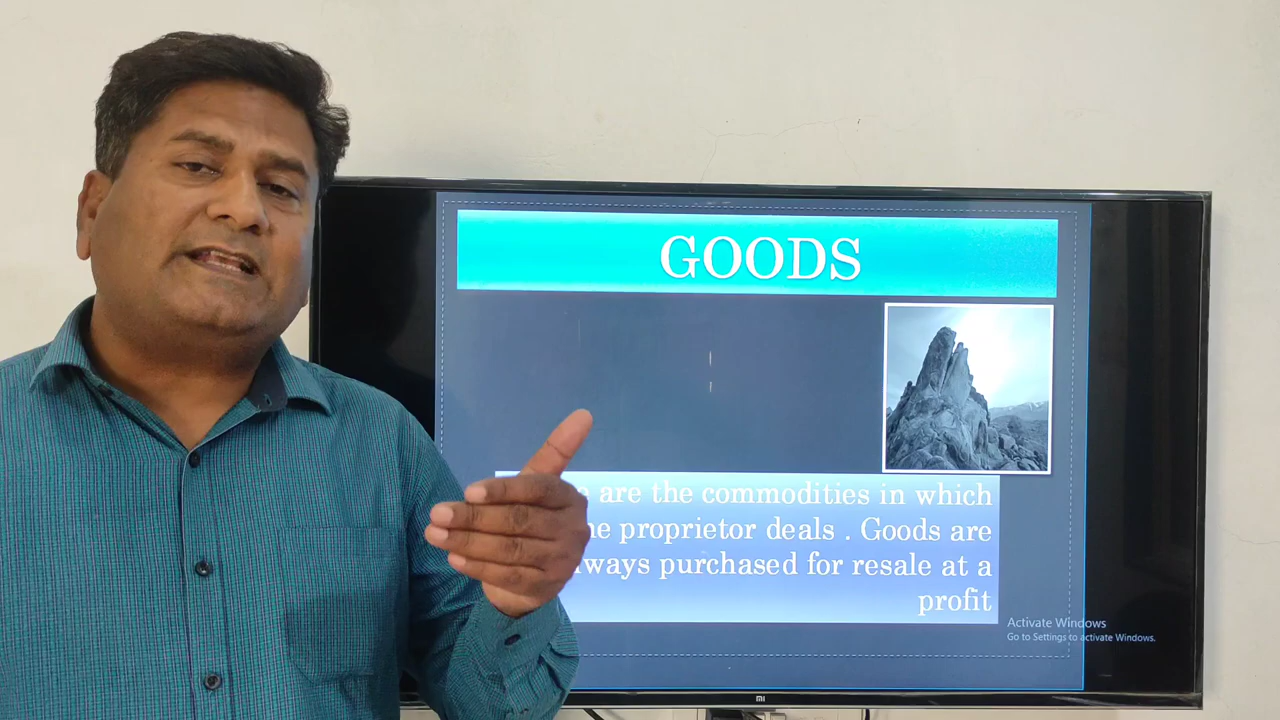 GOODS
are the commodities in which
proprietor deals . Goods are
purchased for resale at a
profit
Activate Windows
Go to Settings to activate Windows.
mi